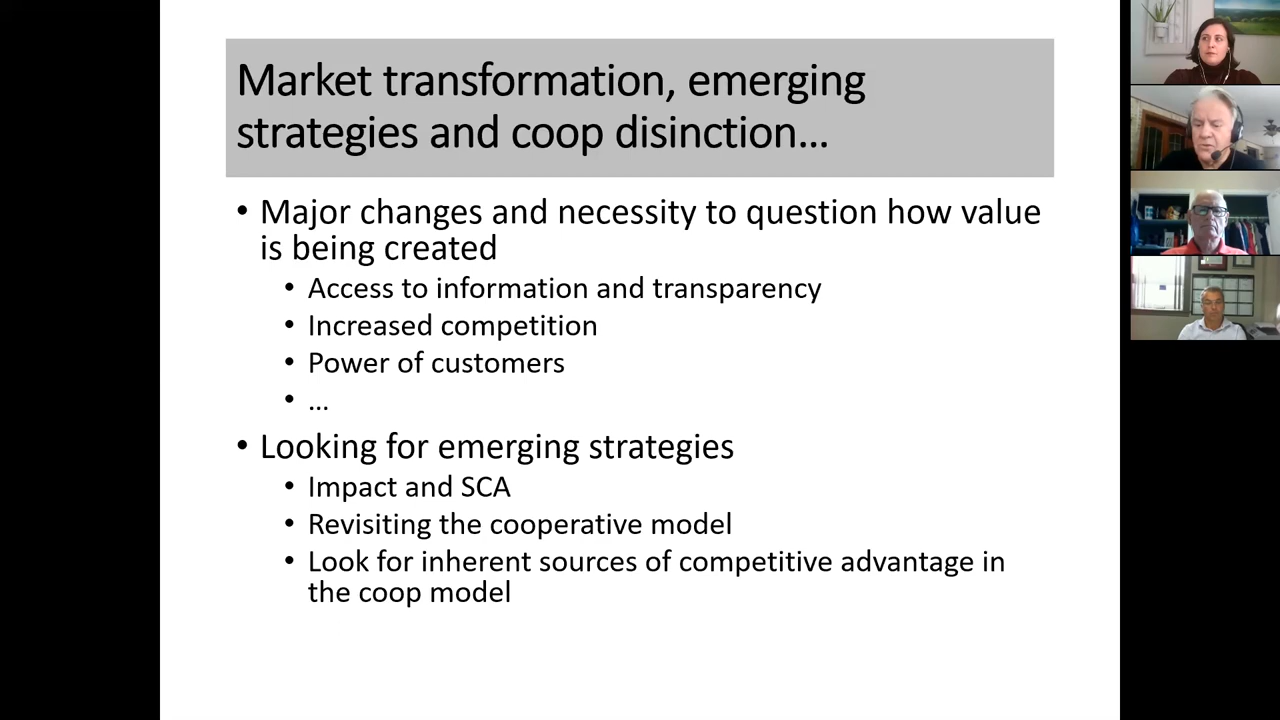 Market transformation, emerging
strategies and coop disinction...
• Major changes and necessity to question how value
is being created
• Access to information and transparency
• Increased competition
• Power of customers
• ...
• Looking for emerging strategies
• Impact and SCA
• Revisiting the cooperative model
• Look for inherent sources of competitive advantage in
the coop model